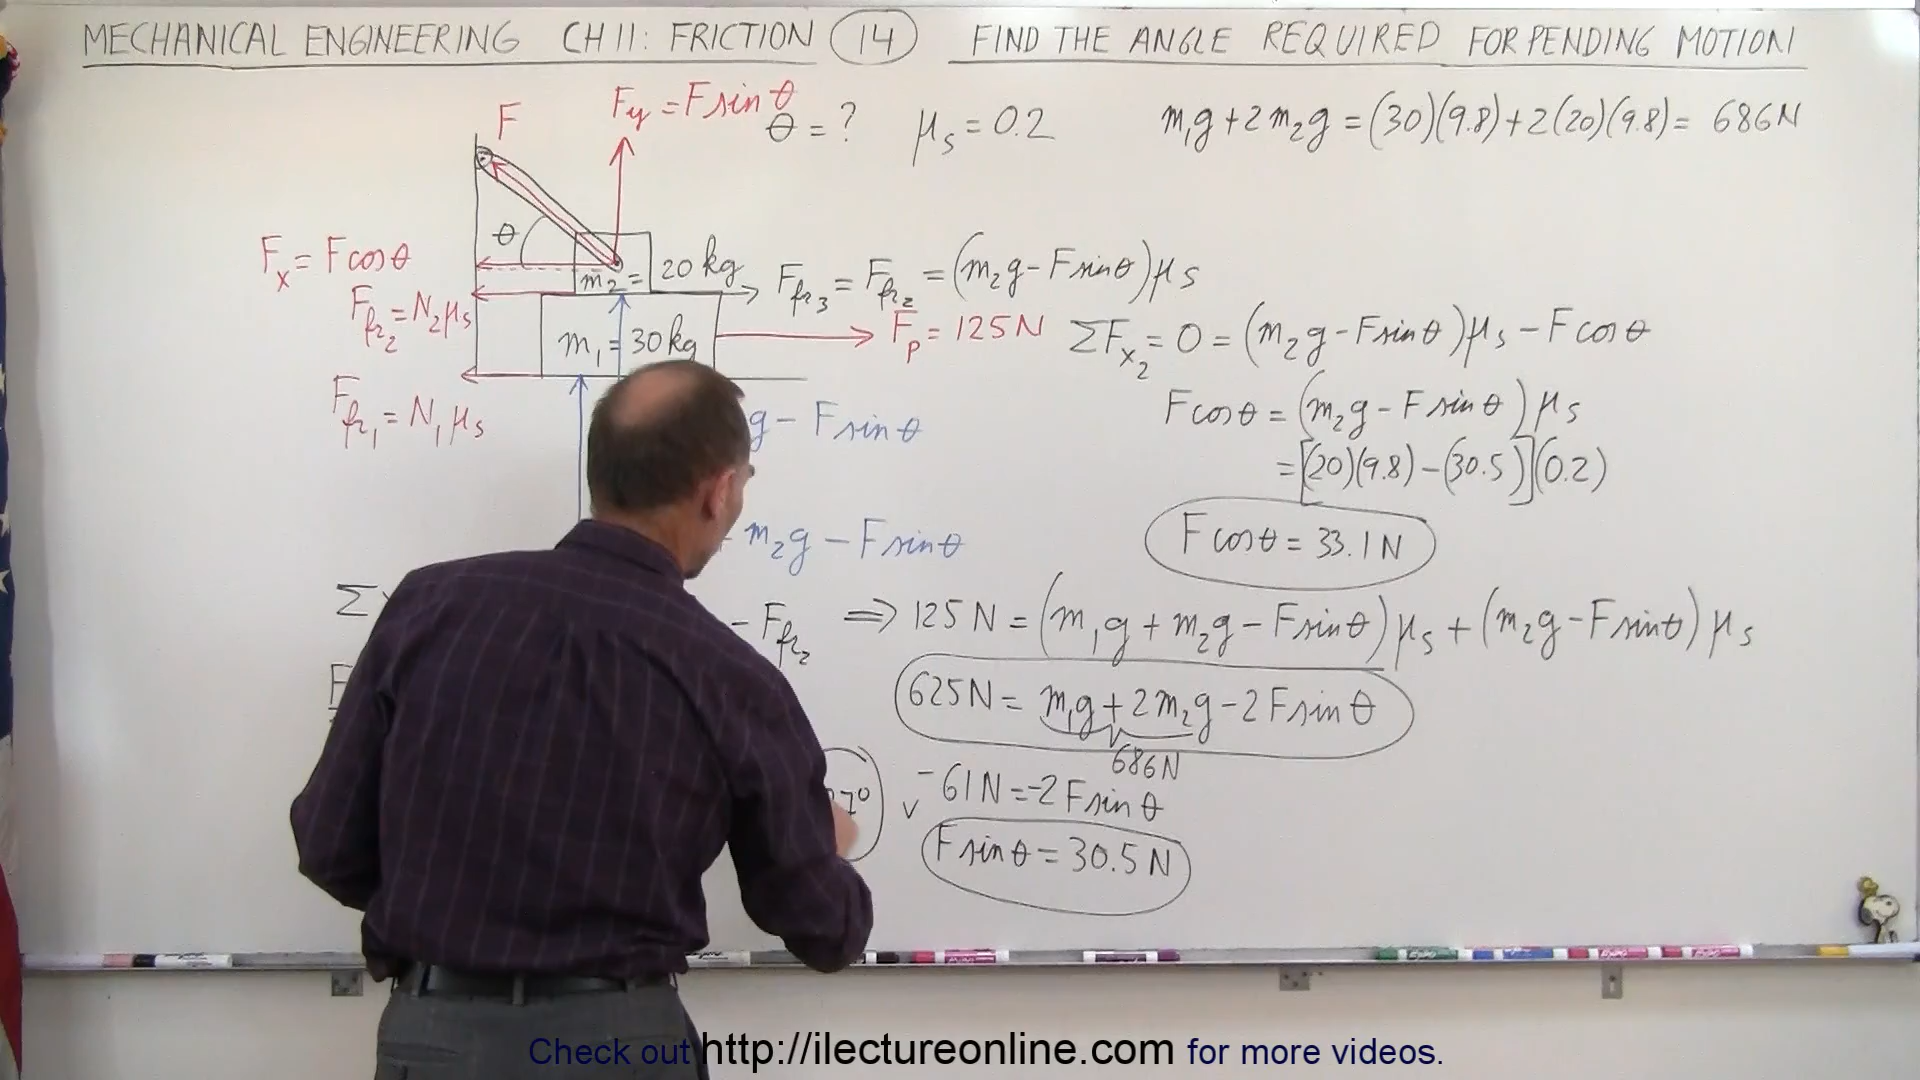 MECHANICAL ENGINEERING CH 11: FRICTION 14 FIND THE ANGLE REQUIRED FOR PENDING MOTION!
F
Fy = F sin θ
θ = ?
μs = 0.2
m₁g + 2m₂g = (30)(9.8) + 2(20)(9.8) = 686N
θ
Fx = F cos θ
m₂ = 20 kg
Ffr₂ = N₂μs
Ffr₃ = Ffr₂ = (m₂g - F sin θ)μs
m₁ = 30 kg
Fp = 125N
ΣFx₂ = 0 = (m₂g - F sin θ)μs - F cos θ
Ffr₁ = N₁μs
g - F sin θ
F cos θ = (m₂g - F sin θ)μs
= [(20)(9.8) - (30.5)](0.2)
m₂g - F sin θ
F cos θ = 33.1 N
Σ
- Ffr₂ ⇒ 125 N = (m₁g + m₂g - F sin θ)μs + (m₂g - F sin θ)μs
F
625N = m₁g + 2m₂g - 2F sin θ
686N
7°
-61N = -2F sin θ
F sin θ = 30.5 N
Check out http://ilectureonline.com for more videos.